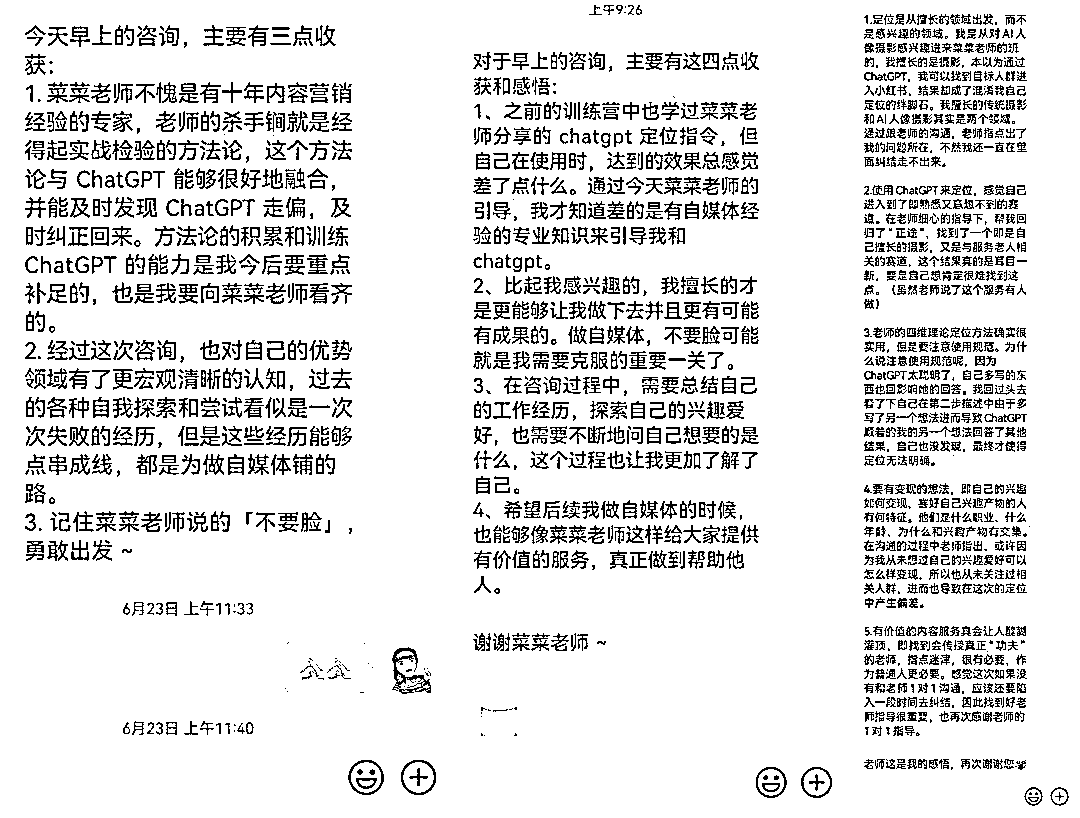 今天早上的咨询，主要有三点收
获：
1. 菜菜老师不愧是有十年内容营销
经验的专家，老师的杀手锏就是经
得起实战检验的方法论，这个方法
论与 ChatGPT 能够很好地融合，
并能及时发现 ChatGPT 走偏，及
时纠正回来。方法论的积累和训练
ChatGPT 的能力是我今后要重点
补足的，也是我要向菜菜老师看齐
的。
2. 经过这次咨询，也对自己的优势
领域有了更宏观清晰的认知，过去
的各种自我探索和尝试看似是一次
次失败的经历，但是这些经历能够
点串成线，都是为做自媒体铺的
路。
3. 记住菜菜老师说的「不要脸」，
勇敢出发 ~
6月23日 上午11:33
6月23日 上午11:40
上午9:26
对于早上的咨询，主要有这四点收
获和感悟：
1、之前的训练营中也学过菜菜老
师分享的 chatgpt 定位指令，但
自己在使用时，达到的效果总感觉
差了点什么。通过今天菜菜老师的
引导，我才知道差的是有自媒体经
验的专业知识来引导我和
chatgpt。
2、比起我感兴趣的，我擅长的才
是更能够让我做下去并且更有可能
有成果的。做自媒体，不要脸可能
就是我需要克服的重要一关了。
3、在咨询过程中，需要总结自己
的工作经历，探索自己的兴趣爱
好，也需要不断地问自己想要的是
什么，这个过程也让我更加了解了
自己。
4、希望后续我做自媒体的时候，
也能够像菜菜老师这样给大家提供
有价值的服务，真正做到帮助他
人。
谢谢菜菜老师 ~
1.定位是从擅长的领域出发，而不
是感兴趣的领域。我是从对AI人
像摄影感兴趣进来菜菜老师的班
的，我擅长的是摄影，本以为通过
ChatGPT，我可以找到目标人群进
入小红书，结果却成了混淆我自己
定位的绊脚石。我擅长的传统摄影
和AI人像摄影其实是两个领域。
通过跟老师的沟通，老师指点出了
我的问题所在，不然我还一直在里
面纠结走不出来。
2.使用ChatGPT来定位，感觉自己
进入到了即熟悉又意想不到的赛
道。在老师细心的指导下，帮我回
归了“正途”，找到了一个即是自
己擅长的摄影，又是与服务老人相
关的赛道，这个结果真的是耳目一
新，要是自己想肯定很难找到这
点。（虽然老师说了这个服务有人
做）
3.老师的四维理论定位方法确实很
实用，但是要注意使用规范。为什
么说注意使用规范呢，因为
ChatGPT太聪明了，自己多写的东
西也回影响她的回答。我回过头去
看了下自己在第二步描述中由于多
写了另一个想法进而导致ChatGPT
顺着的我的另一个想法回答了其他
结果，自己也没发现，最终才使得
定位无法明确。
4.要有变现的想法，即自己的兴趣
如何变现，喜好自己兴趣产物的人
有何特征，他们是什么职业、什么
年龄、为什么和兴趣产物有交集。
在沟通的过程中老师指出，或许因
为我从未想过自己的兴趣爱好可以
怎么样变现，所以也从未关注过相
关人群，进而也导致在这次的定位
中产生偏差。
5.有价值的内容服务真会让人醍醐
灌顶，即找到会传授真正“功夫”
的老师，指点迷津，很有必要，作
为普通人更必要。感觉这次如果没
有和老师1对1沟通，应该还要陷
入一段时间去纠结，因此找到好老
师指导很重要，也再次感谢老师的
1对1指导。
老师这是我的感悟，再次谢谢您